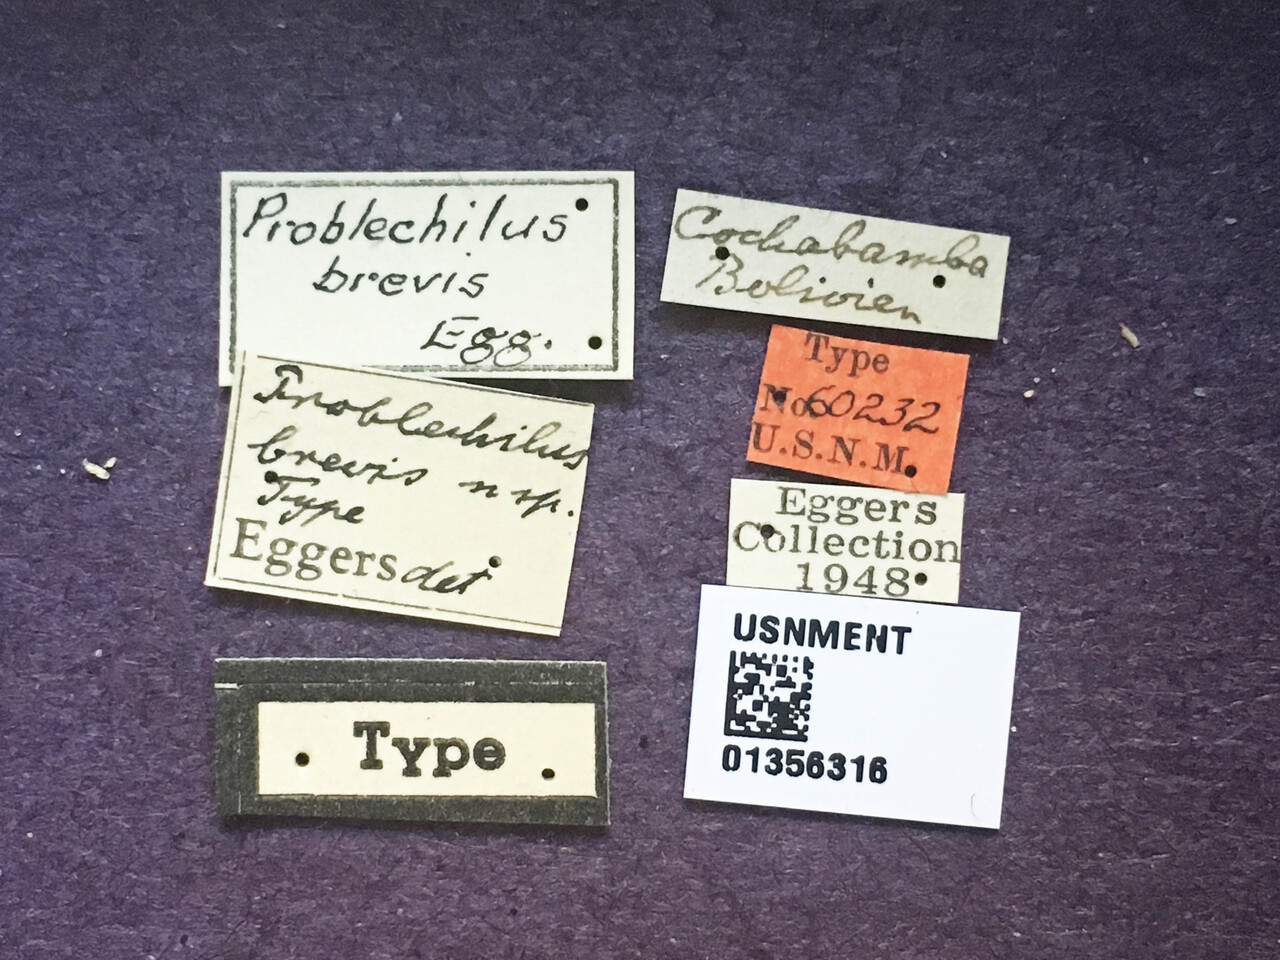 Problechilus
brevis
Egg.
Problechilus
brevis n sp.
Type
Eggers det
Type
Cochabamba
Bolivien
Type
No. 60232
U.S.N.M.
Eggers
Collection
1948
USNMENT
01356316